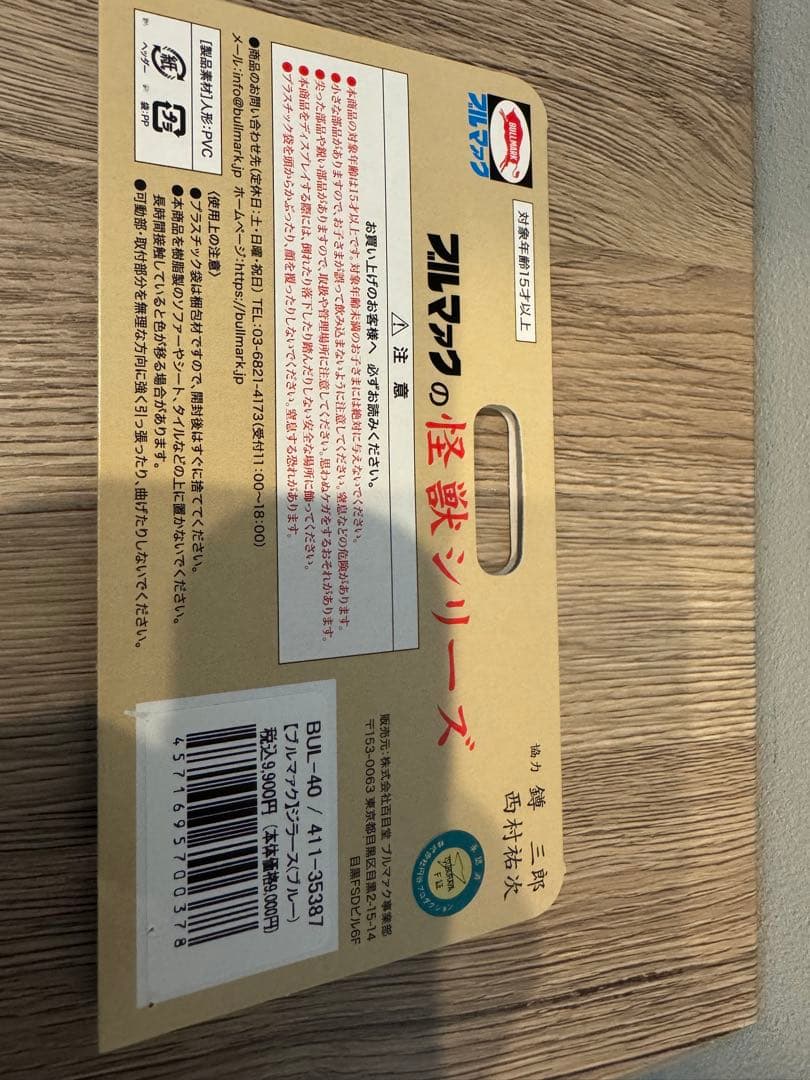 BULLMARK
ブルマァク
対象年齢15才以上
ブルマァクの怪獣シリーズ
協力 鐏 三郎
西村祐次
⚠注 意
お買い上げのお客様へ 必ずお読みください。
●本商品の対象年齢は15才以上です。対象年齢未満のお子さまには絶対に与えないでください。
●小さな部品がありますので、お子さまが誤って飲み込まないように注意してください。窒息などの危険があります。
●尖った部品や鋭い部品がありますので、取扱や管理場所に注意してください。思わぬケガをするおそれがあります。
●本商品をディスプレイする際には、倒れたり落下したり踏んだりしない安全な場所に飾ってください。
●プラスチック袋を頭からかぶったり、顔を覆ったりしないでください。窒息する恐れがあります。
●商品のお問い合わせ先(定休日:土・日曜・祝日) TEL:03-6821-4173(受付11:00〜18:00)
メール:info@bullmark.jp ホームページ:https://bullmark.jp
[製品素材]人形:PVC
紙
ヘッダー
プラ
袋:PP
〈使用上の注意〉
●プラスチック袋は梱包材ですので、開封後はすぐに捨ててください。
●本商品を樹脂製のソファーやシート、タイルなどの上に置かないでください。
長時間接触していると色が移る場合があります。
●可動部・取付部分を無理な方向に強く引っ張ったり、曲げたりしないでください。
販売元:株式会社百目堂 ブルマァク事業部
〒153-0063 東京都目黒区目黒2-15-14
目黒FSDビル6F
BUL-40 / 411-35387
【ブルマァク】ジラース(ブルー)
税込9,900円 (本体価格9,000円)
4571695700378